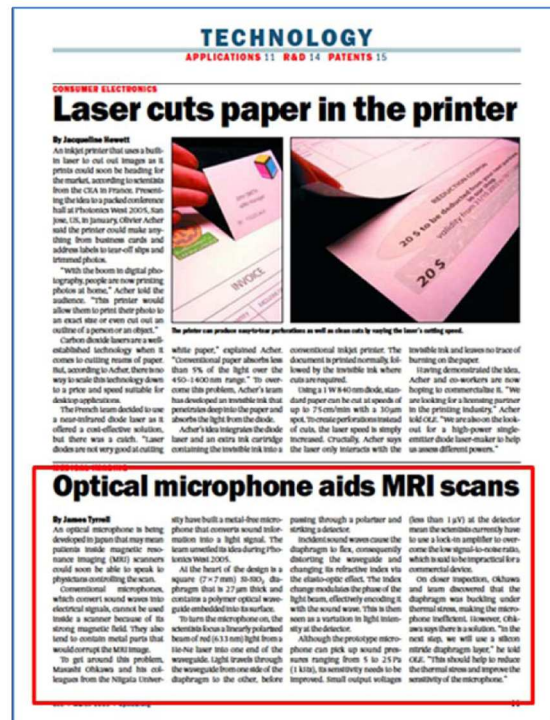 TECHNOLOGY
APPLICATIONS 11 R&D 14 PATENTS 15
CONSUMER ELECTRONICS
Laser cuts paper in the printer
By Jacqueline Hewett
An inkjet printer that uses a built-
in laser to cut out images as it
prints could soon be heading for
the market, according to scientists
from the CEA in France. Present-
ing the idea to a packed conference
hall at Photonics West 2005, San
Jose, US, in January, Olivier Acher
said the printer could make any-
thing from business cards and
address labels to tear-off slips and
trimmed photos.
"With the boom in digital pho-
tography, people are now printing
photos at home," Acher told the
audience. "This printer would
allow them to print their photo to
an exact size or even cut out an
outline of a person or an object."
Carbon dioxide lasers are a well-
established technology when it
comes to cutting reams of paper.
But, according to Acher, there is no
way to scale this technology down
to a price and speed suitable for
desktop applications.
The French team decided to use
a near-infrared diode laser as it
offered a cost-effective solution,
but there was a catch. "Laser
diodes are not very good at cutting
INVOICE
REDUCTION COUPON
20 $ to be deducted from your next purchase
validity from
20 $
The printer can produce easy-to-tear perforations as well as clean cuts by varying the laser's cutting speed.
white paper," explained Acher.
"Conventional paper absorbs less
than 5% of the light over the
450–1400 nm range." To over-
come this problem, Acher's team
has developed an invisible ink that
penetrates deep into the paper and
absorbs the light from the diode.
Acher's idea integrates the diode
laser and an extra ink cartridge
containing the invisible ink into a
conventional inkjet printer. The
document is printed normally, fol-
lowed by the invisible ink where
cuts are required.
Using a 1 W 840 nm diode, stan-
dard paper can be cut at speeds of
up to 75 cm/min with a 30 µm
spot. To create perforations instead
of cuts, the laser speed is simply
increased. Crucially, Acher says
the laser only interacts with the
invisible ink and leaves no trace of
burning on the paper.
Having demonstrated the idea,
Acher and co-workers are now
hoping to commercialize it. "We
are looking for a licensing partner
in the printing industry," Acher
told OLE. "We are also on the look-
out for a high-power single-
emitter diode laser-maker to help
us assess different powers."
MEDICAL IMAGING
Optical microphone aids MRI scans
By James Tyrrell
An optical microphone is being
developed in Japan that may mean
patients inside magnetic reso-
nance imaging (MRI) scanners
could soon be able to speak to
physicians controlling the scan.
Conventional microphones,
which convert sound waves into
electrical signals, cannot be used
inside a scanner because of its
strong magnetic field. They also
tend to contain metal parts that
would corrupt the MRI image.
To get around this problem,
Masashi Ohkawa and his col-
leagues from the Niigata Univer-
sity have built a metal-free micro-
phone that converts sound infor-
mation into a light signal. The
team unveiled its idea during Pho-
tonics West 2005.
At the heart of the design is a
square (7 × 7 mm) Si-SiO₂ dia-
phragm that is 27 µm thick and
contains a polymer optical wave-
guide embedded into its surface.
To turn the microphone on, the
scientists focus a linearly polarised
beam of red (633 nm) light from a
He-Ne laser into one end of the
waveguide. Light travels through
the waveguide from one side of the
diaphragm to the other, before
passing through a polarizer and
striking a detector.
Incident sound waves cause the
diaphragm to flex, consequently
distorting the waveguide and
changing its refractive index via
the elasto-optic effect. The index
change modulates the phase of the
light beam, effectively encoding it
with the sound wave. This is then
seen as a variation in light inten-
sity at the detector.
Although the prototype micro-
phone can pick up sound pres-
sures ranging from 5 to 25 Pa
(1 kHz), its sensitivity needs to be
improved. Small output voltages
(less than 1 µV) at the detector
mean the scientists currently have
to use a lock-in amplifier to over-
come the low signal-to-noise ratio,
which is said to be impractical for a
commercial device.
On closer inspection, Ohkawa
and team discovered that the
diaphragm was buckling under
thermal stress, making the micro-
phone inefficient. However, Ohk-
awa says there is a solution. "In the
next step, we will use a silicon
nitride diaphragm layer," he told
OLE. "This should help to reduce
the thermal stress and improve the
sensitivity of the microphone."